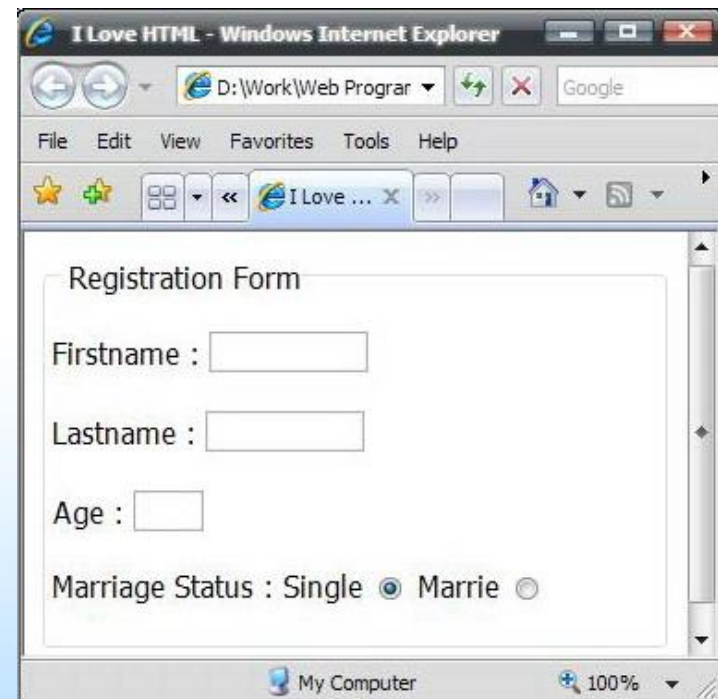 I Love HTML - Windows Internet Explorer
D:\Work\Web Prograr
Google
File Edit View Favorites Tools Help
I Love ...
Registration Form
Firstname :
Lastname :
Age :
Marriage Status : Single Marrie
My Computer 100%